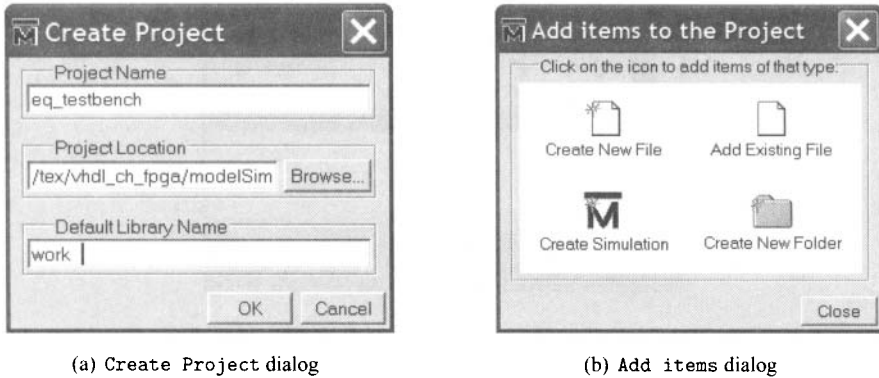 Create Project
Project Name
eq_testbench
Project Location
/tex/vhdl_ch_fpga/modelSim
Browse...
Default Library Name
work
OK
Cancel
(a) Create Project dialog
Add items to the Project
Click on the icon to add items of that type:
Create New File
Add Existing File
Create Simulation
Create New Folder
Close
(b) Add items dialog